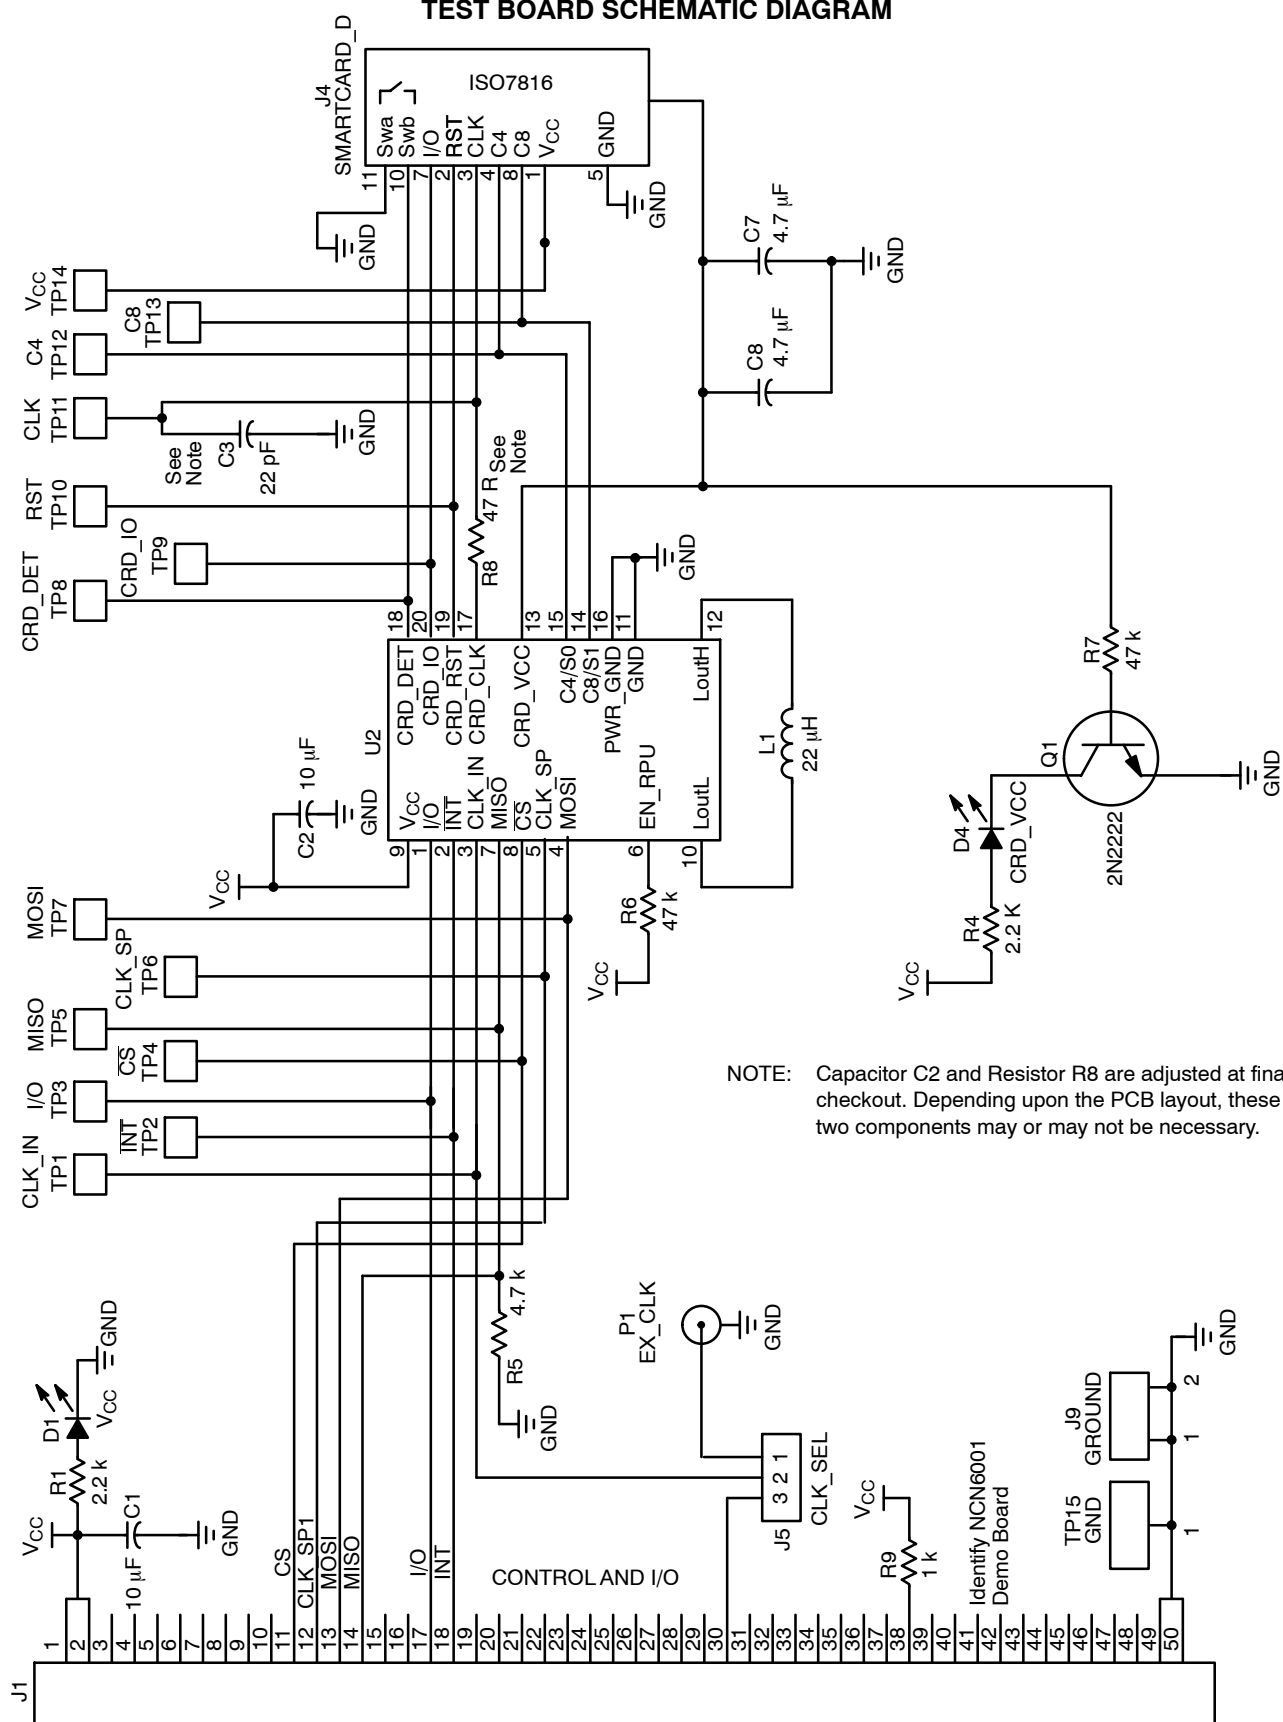 TEST BOARD SCHEMATIC DIAGRAM
J4
SMARTCARD_D
ISO7816
Swa
Swb
I/O
RST
CLK
C4
C8
VCC
GND
11
10
7
2
3
4
8
1
5
GND
GND
VCC
TP14
C8
TP13
C4
TP12
CLK
TP11
See
Note
C3
22 pF
GND
RST
TP10
CRD_IO
TP9
CRD_DET
TP8
C7
4.7 µF
C8
4.7 µF
GND
R8
47 R
See
Note
18
20
19
17
13
15
14
16
11
12
GND
U2
CRD_DET
CRD_IO
CRD_RST
CRD_CLK
CRD_VCC
C4/S0
C8/S1
PWR_GND
GND
LoutH
VCC
I/O
INT
CLK_IN
MISO
CS
CLK_SP
MOSI
EN_RPU
LoutL
9
1
2
3
7
8
5
4
6
10
L1
22 µH
C2
10 µF
GND
VCC
R6
47 k
VCC
R7
47 k
Q1
2N2222
GND
D4
CRD_VCC
R4
2.2 K
VCC
MOSI
TP7
CLK_SP
TP6
MISO
TP5
CS
TP4
I/O
TP3
INT
TP2
CLK_IN
TP1
NOTE: Capacitor C2 and Resistor R8 are adjusted at fina
checkout. Depending upon the PCB layout, these
two components may or may not be necessary.
4.7 k
R5
GND
P1
EX_CLK
GND
3 2 1
J5
CLK_SEL
VCC
R9
1 k
Identify NCN6001
Demo Board
J9
GROUND
1
2
GND
TP15
GND
1
GND
D1
VCC
R1
2.2 k
VCC
C1
10 µF
GND
CS
CLK_SP1
MOSI
MISO
I/O
INT
CONTROL AND I/O
1
2
3
4
5
6
7
8
9
10
11
12
13
14
15
16
17
18
19
20
21
22
23
24
25
26
27
28
29
30
31
32
33
34
35
36
37
38
39
40
41
42
43
44
45
46
47
48
49
50
J1